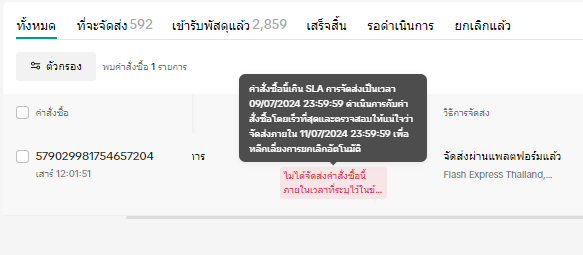 ทั้งหมด ที่จะจัดส่ง 592 เข้ารับพัสดุแล้ว 2,859 เสร็จสิ้น รอดำเนินการ ยกเลิกแล้ว
ตัวกรอง พบคำสั่งซื้อ 1 รายการ
คำสั่งนี้เกิน SLA การจัดส่งเป็นเวลา
09/07/2024 23:59:59 ดำเนินการกับคำ
สั่งซื้อโดยเร็วที่สุดและตรวจสอบให้แน่ใจว่า
จัดส่งภายใน 11/07/2024 23:59:59 เพื่อ
หลีกเลี่ยงการยกเลิกอัตโนมัติ
คำสั่งซื้อ วิธีการจัดส่ง
579029981754657204 การ จัดส่งผ่านแพลตฟอร์มแล้ว
เสาร์ 12:01:51 ไม่ได้จัดส่งคำสั่งซื้อนี้ Flash Express Thailand,...
ภายในเวลาที่ระบุไว้ในข้...